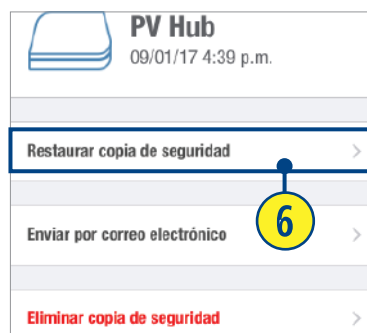 PV Hub
09/01/17 4:39 p.m.
Restaurar copia de seguridad
6
Enviar por correo electrónico
Eliminar copia de seguridad